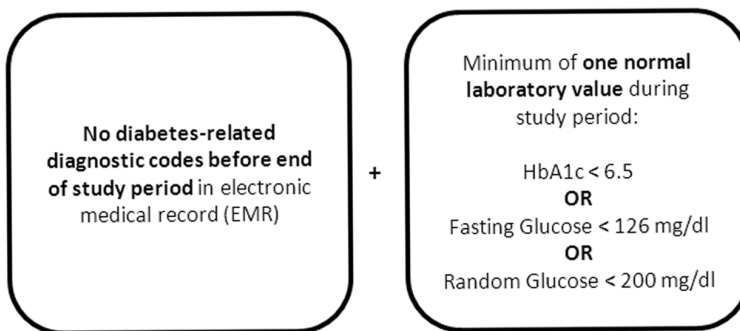 No diabetes-related
diagnostic codes before end
of study period in electronic
medical record (EMR)
+
Minimum of one normal
laboratory value during
study period:
HbA1c < 6.5
OR
Fasting Glucose < 126 mg/dl
OR
Random Glucose < 200 mg/dl